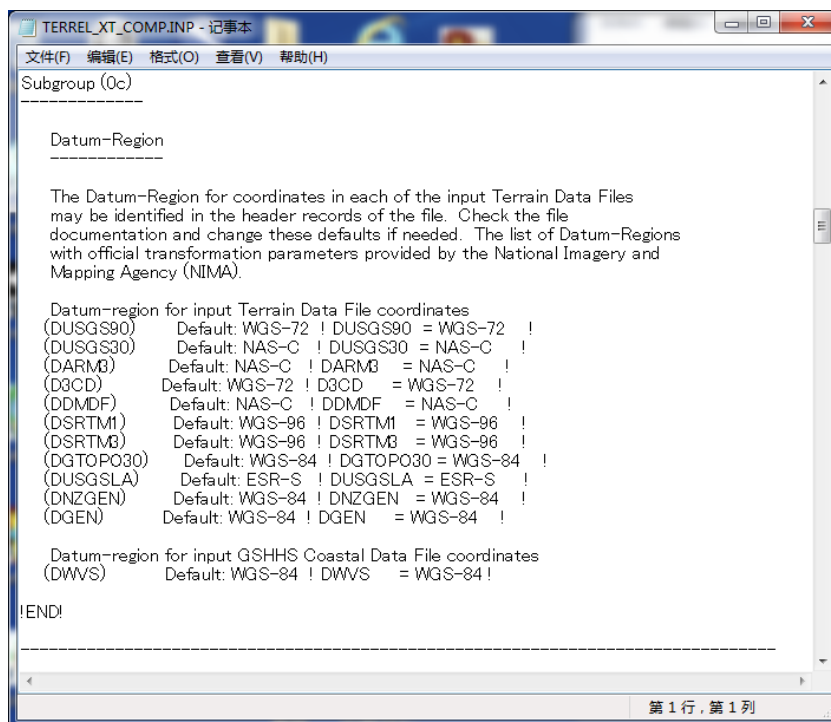 TERREL_XT_COMP.INP - 记事本
文件(F) 编辑(E) 格式(O) 查看(V) 帮助(H)
Subgroup (0c)
-------------
Datum-Region
------------
The Datum-Region for coordinates in each of the input Terrain Data Files
may be identified in the header records of the file. Check the file
documentation and change these defaults if needed. The list of Datum-Regions
with official transformation parameters provided by the National Imagery and
Mapping Agency (NIMA).
Datum-region for input Terrain Data File coordinates
(DUSGS90) Default: WGS-72 ! DUSGS90 = WGS-72 !
(DUSGS30) Default: NAS-C ! DUSGS30 = NAS-C !
(DARM3) Default: NAS-C ! DARM3 = NAS-C !
(D3CD) Default: WGS-72 ! D3CD = WGS-72 !
(DDMDF) Default: NAS-C ! DDMDF = NAS-C !
(DSRTM1) Default: WGS-96 ! DSRTM1 = WGS-96 !
(DSRTM3) Default: WGS-96 ! DSRTM3 = WGS-96 !
(DGTOPO30) Default: WGS-84 ! DGTOPO30 = WGS-84 !
(DUSGSLA) Default: ESR-S ! DUSGSLA = ESR-S !
(DNZGEN) Default: WGS-84 ! DNZGEN = WGS-84 !
(DGEN) Default: WGS-84 ! DGEN = WGS-84 !
Datum-region for input GSHHS Coastal Data File coordinates
(DWVS) Default: WGS-84 ! DWVS = WGS-84 !
!END!
--------------------------------------------------------------------------------
第 1 行 , 第 1 列